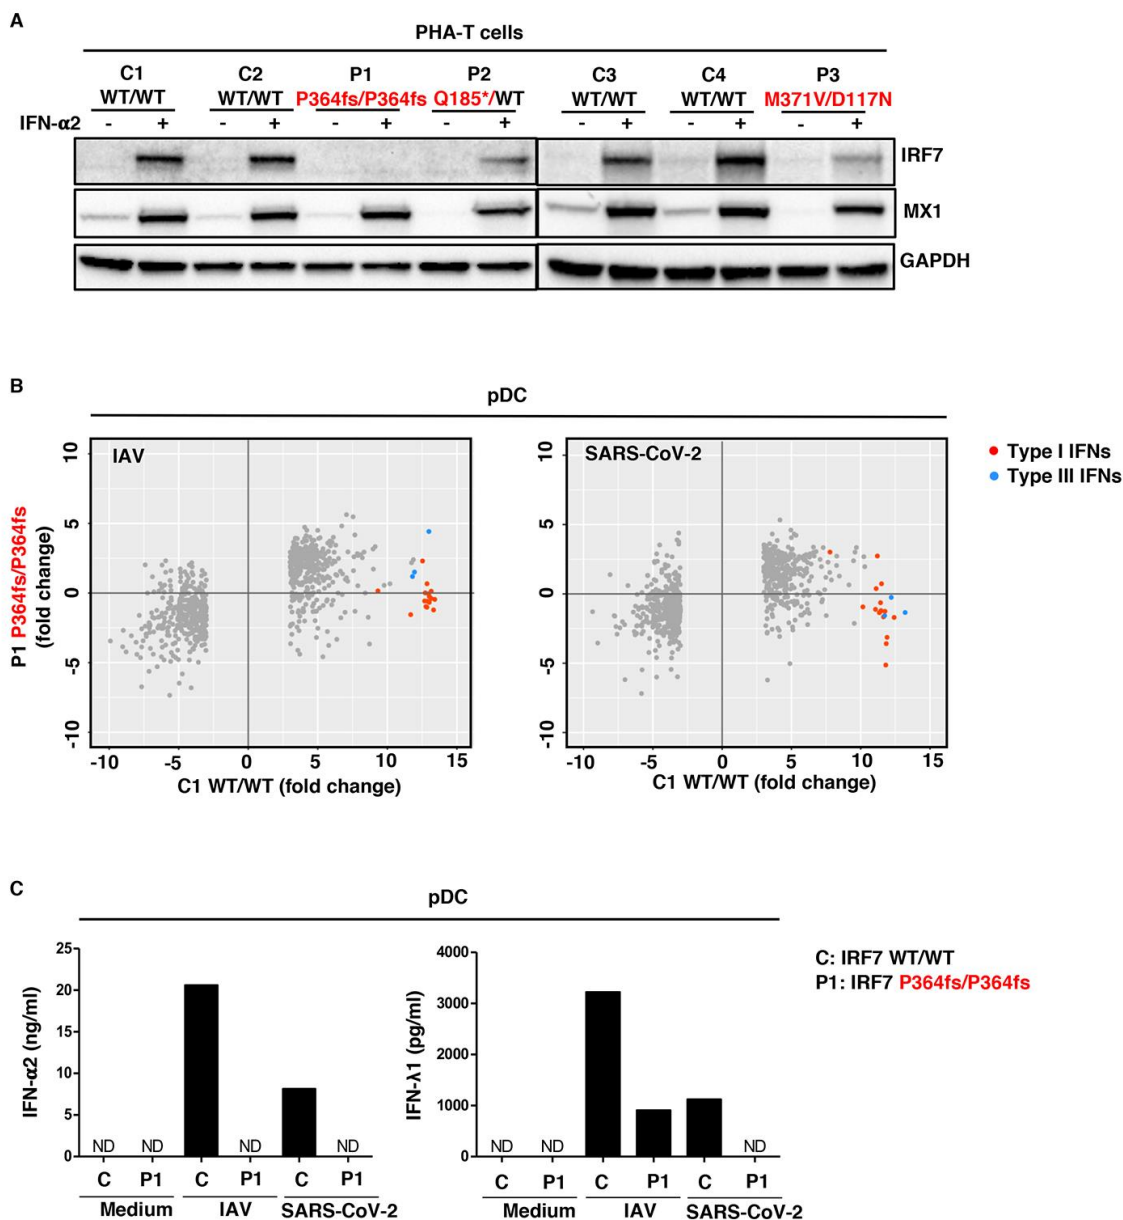 A
PHA-T cells
C1 C2 P1 P2 C3 C4 P3
WT/WT WT/WT P364fs/P364fs Q185*/WT WT/WT WT/WT M371V/D117N
IFN-α2 - + - + - + - + - + - + - +
IRF7
MX1
GAPDH
B
pDC
IAV
SARS-CoV-2
Type I IFNs
Type III IFNs
P1 P364fs/P364fs
(fold change)
10
5
0
-5
-10
-10 -5 0 5 10 15
C1 WT/WT (fold change)
10
5
0
-5
-10
-10 -5 0 5 10 15
C1 WT/WT (fold change)
C
pDC
C: IRF7 WT/WT
P1: IRF7 P364fs/P364fs
IFN-α2 (ng/ml)
25
20
15
10
5
0
ND ND ND ND
C P1 C P1 C P1
Medium IAV SARS-CoV-2
IFN-λ1 (pg/ml)
4000
3000
2000
1000
0
ND ND ND
C P1 C P1 C P1
Medium IAV SARS-CoV-2